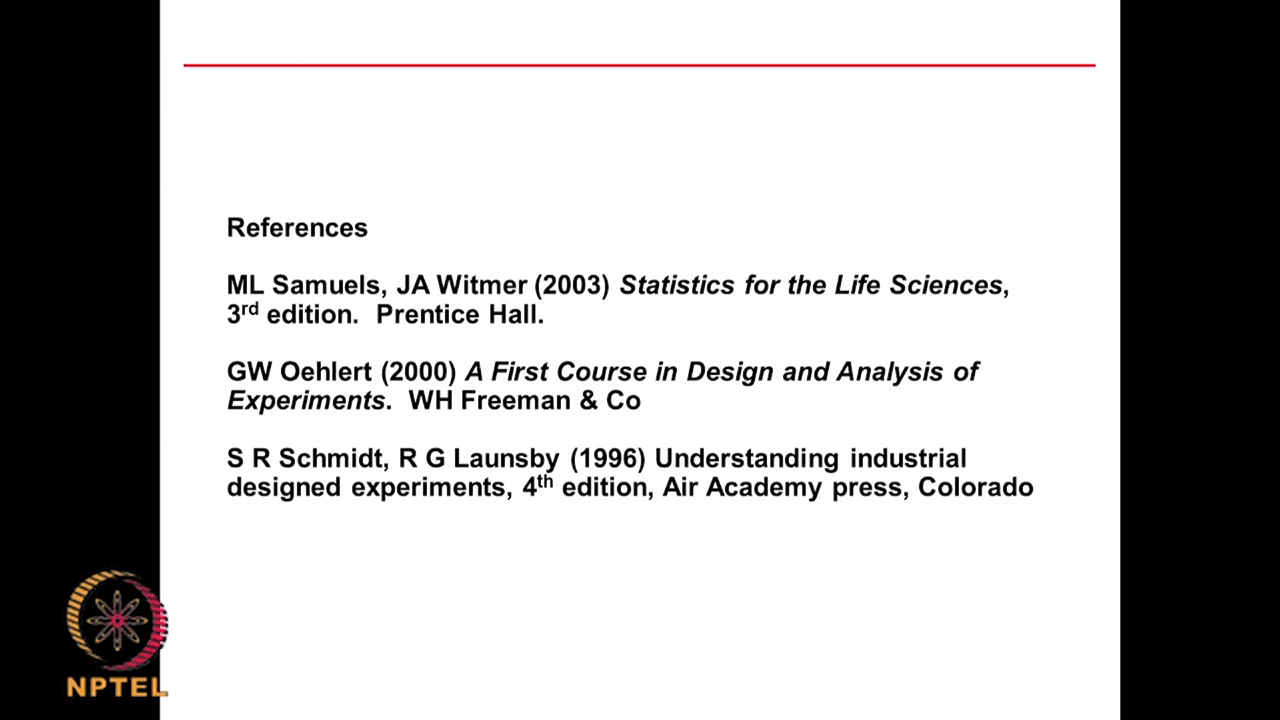 References
ML Samuels, JA Witmer (2003) Statistics for the Life Sciences,
3rd edition. Prentice Hall.
GW Oehlert (2000) A First Course in Design and Analysis of
Experiments. WH Freeman & Co
S R Schmidt, R G Launsby (1996) Understanding industrial
designed experiments, 4th edition, Air Academy press, Colorado
NPTEL